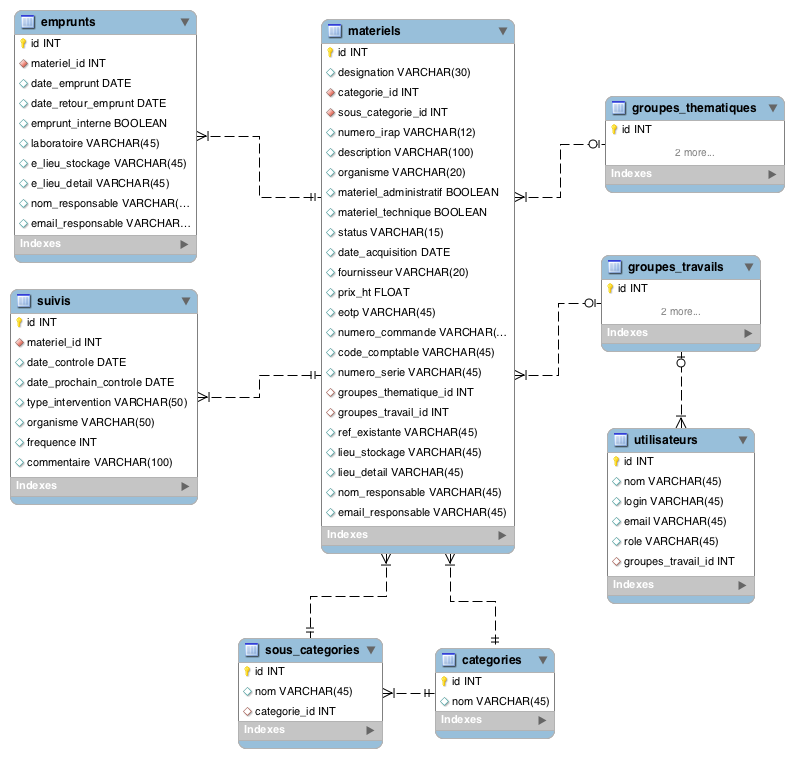 emprunts
id INT
materiel_id INT
date_emprunt DATE
date_retour_emprunt DATE
emprunt_interne BOOLEAN
laboratoire VARCHAR(45)
e_lieu_stockage VARCHAR(45)
e_lieu_detail VARCHAR(45)
nom_responsable VARCHAR(...
email_responsable VARCHAR...
Indexes
suivis
id INT
materiel_id INT
date_controle DATE
date_prochain_controle DATE
type_intervention VARCHAR(50)
organisme VARCHAR(50)
frequence INT
commentaire VARCHAR(100)
Indexes
materiels
id INT
designation VARCHAR(30)
categorie_id INT
sous_categorie_id INT
numero_irap VARCHAR(12)
description VARCHAR(100)
organisme VARCHAR(20)
materiel_administratif BOOLEAN
materiel_technique BOOLEAN
status VARCHAR(15)
date_acquisition DATE
fournisseur VARCHAR(20)
prix_ht FLOAT
eotp VARCHAR(45)
numero_commande VARCHAR(...
code_comptable VARCHAR(45)
numero_serie VARCHAR(45)
groupes_thematique_id INT
groupes_travail_id INT
ref_existante VARCHAR(45)
lieu_stockage VARCHAR(45)
lieu_detail VARCHAR(45)
nom_responsable VARCHAR(45)
email_responsable VARCHAR(45)
Indexes
groupes_thematiques
id INT
2 more...
Indexes
groupes_travails
id INT
2 more...
Indexes
utilisateurs
id INT
nom VARCHAR(45)
login VARCHAR(45)
email VARCHAR(45)
role VARCHAR(45)
groupes_travail_id INT
Indexes
sous_categories
id INT
nom VARCHAR(45)
categorie_id INT
Indexes
categories
id INT
nom VARCHAR(45)
Indexes